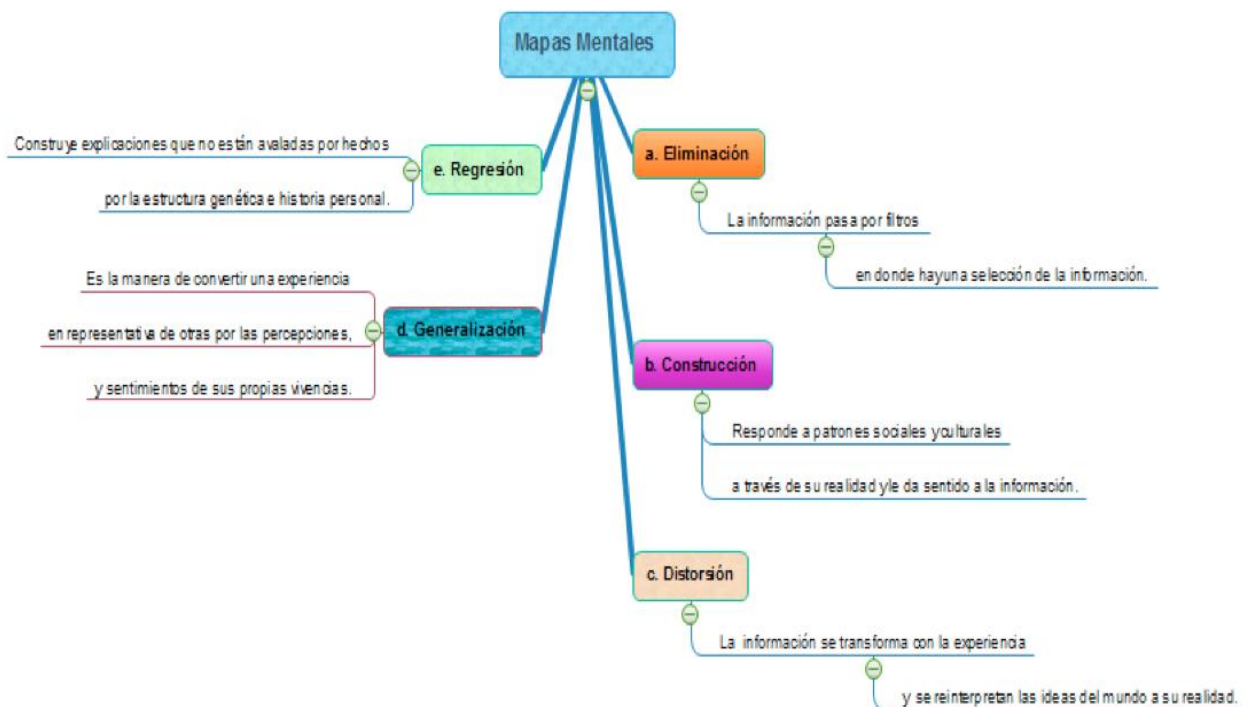 Mapas Mentales
a. Eliminación
La información pasa por filtros
en donde hay una selección de la información.
b. Construcción
Responde a patrones sociales y culturales
a través de su realidad y le da sentido a la información.
c. Distorsión
La información se transforma con la experiencia
y se reinterpretan las ideas del mundo a su realidad.
d. Generalización
Es la manera de convertir una experiencia
en representativa de otras por las percepciones,
y sentimientos de sus propias vivencias.
e. Regresión
Construye explicaciones que no están avaladas por hechos
por la estructura genética e historia personal.